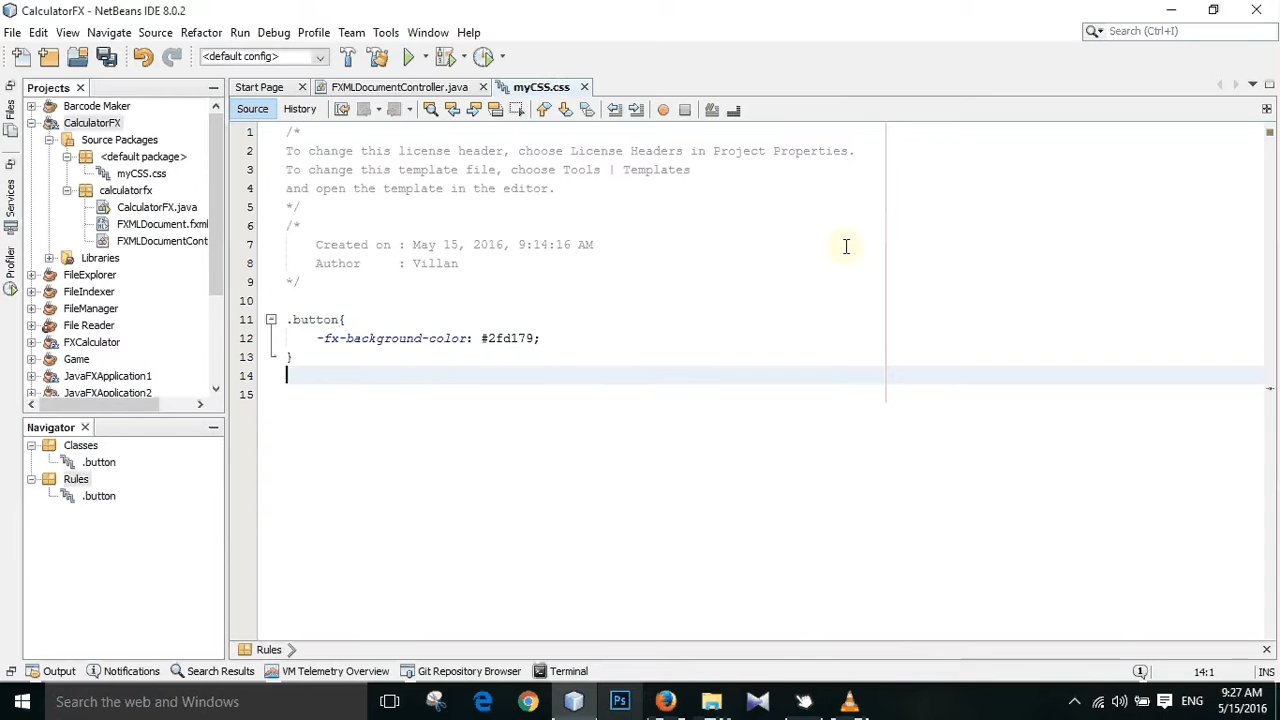 CalculatorFX - NetBeans IDE 8.0.2
File Edit View Navigate Source Refactor Run Debug Profile Team Tools Window Help
Search (Ctrl+I)
<default config>
Files
Services
Profiler
Projects
Barcode Maker
CalculatorFX
Source Packages
<default package>
myCSS.css
calculatorfx
CalculatorFX.java
FXMLDocument.fxml
FXMLDocumentCont
Libraries
FileExplorer
FileIndexer
FileManager
File Reader
FXCalculator
Game
JavaFXApplication1
JavaFXApplication2
Navigator
Classes
.button
Rules
.button
Start Page FXMLDocumentController.java myCSS.css
Source History
1 /*
2 To change this license header, choose License Headers in Project Properties.
3 To change this template file, choose Tools | Templates
4 and open the template in the editor.
5 */
6 /*
7 Created on : May 15, 2016, 9:14:16 AM
8 Author : Villan
9 */
10
11 .button{
12 -fx-background-color: #2fd179;
13 }
14
15
Rules
Output Notifications Search Results VM Telemetry Overview Git Repository Browser Terminal
1 14:1 INS
Search the web and Windows
Ps
ENG
9:27 AM
5/15/2016